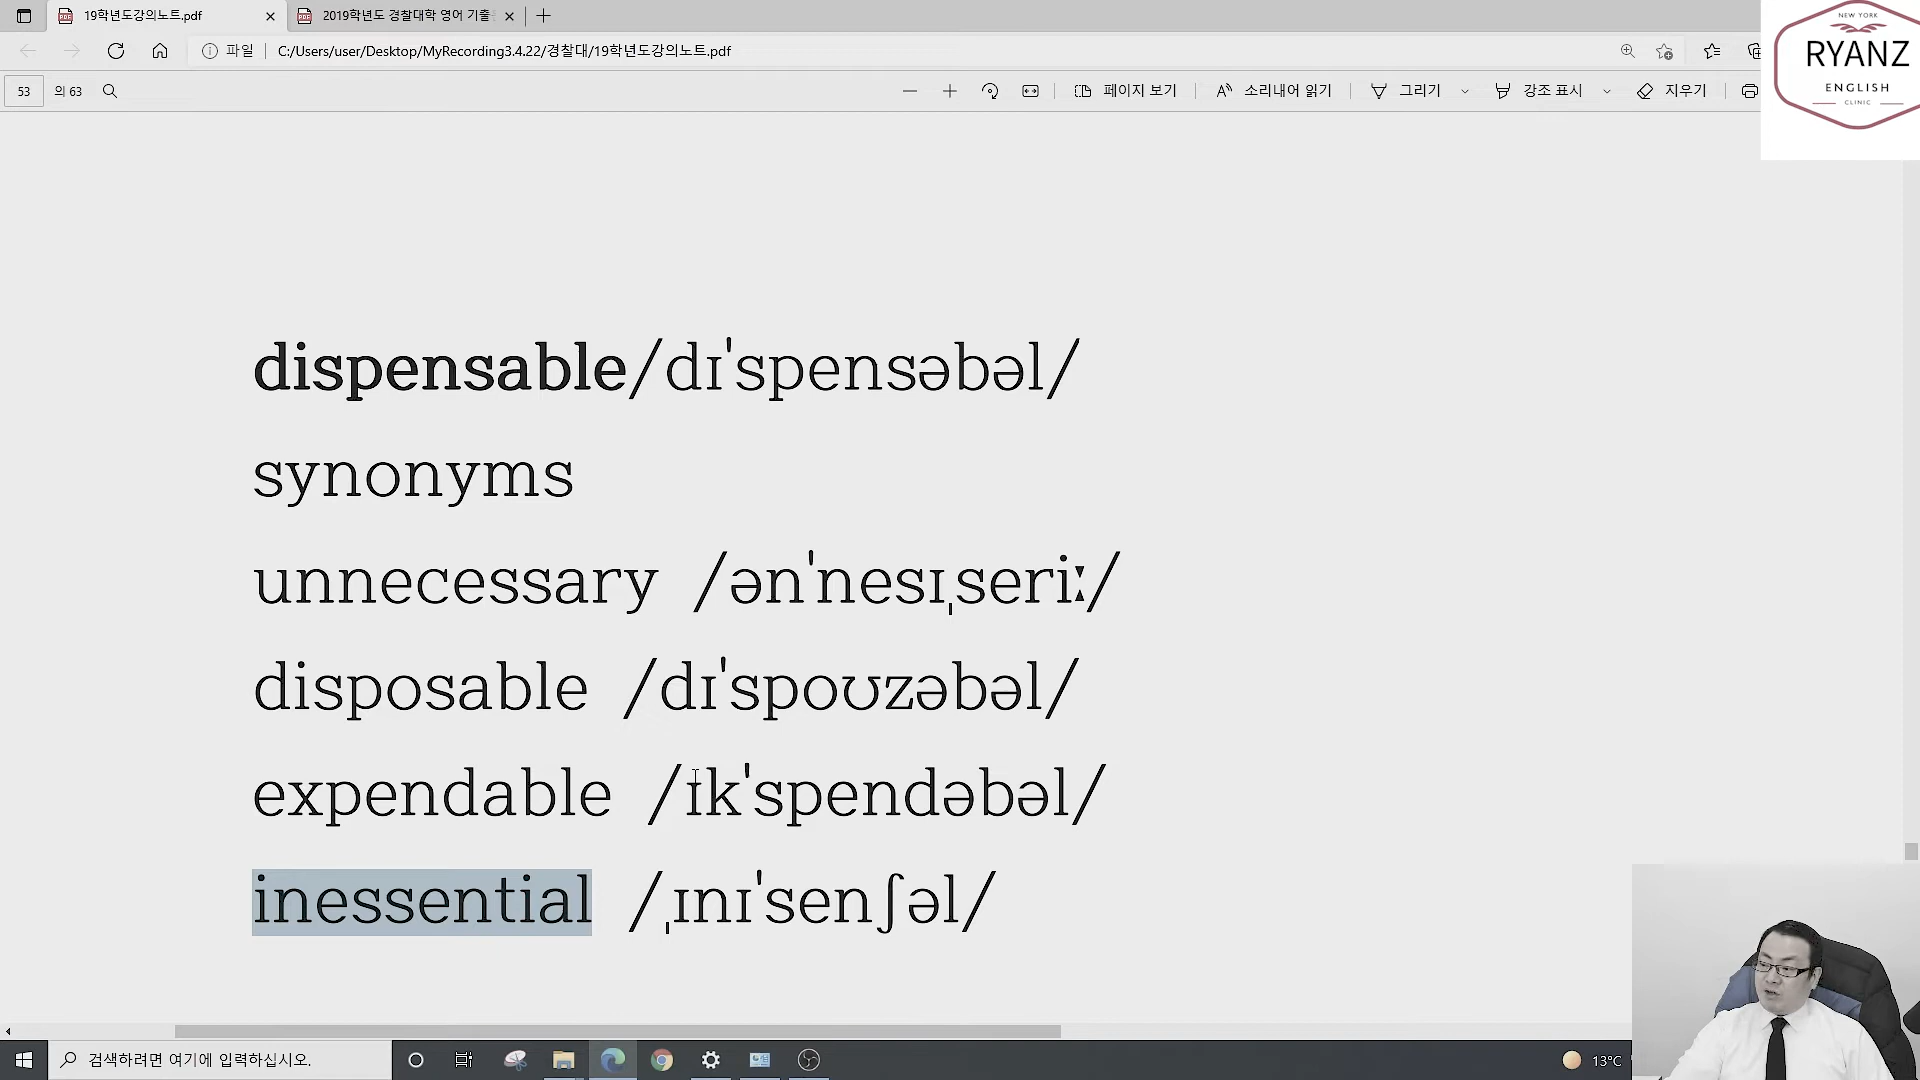 19학년도강의노트.pdf
2019학년도 경찰대학 영어 기출
파일
C:/Users/user/Desktop/MyRecording3.4.22/경찰대/19학년도강의노트.pdf
53 의 63
페이지 보기
소리내어 읽기
그리기
강조 표시
지우기
NEW YORK
RYANZ
ENGLISH
CLINIC
dispensable/dɪˈspensəbəl/
synonyms
unnecessary /ənˈnesɪˌseriː/
disposable /dɪˈspoʊzəbəl/
expendable /ɪkˈspendəbəl/
inessential /ˌɪnɪˈsenʃəl/
검색하려면 여기에 입력하십시오.
13°C